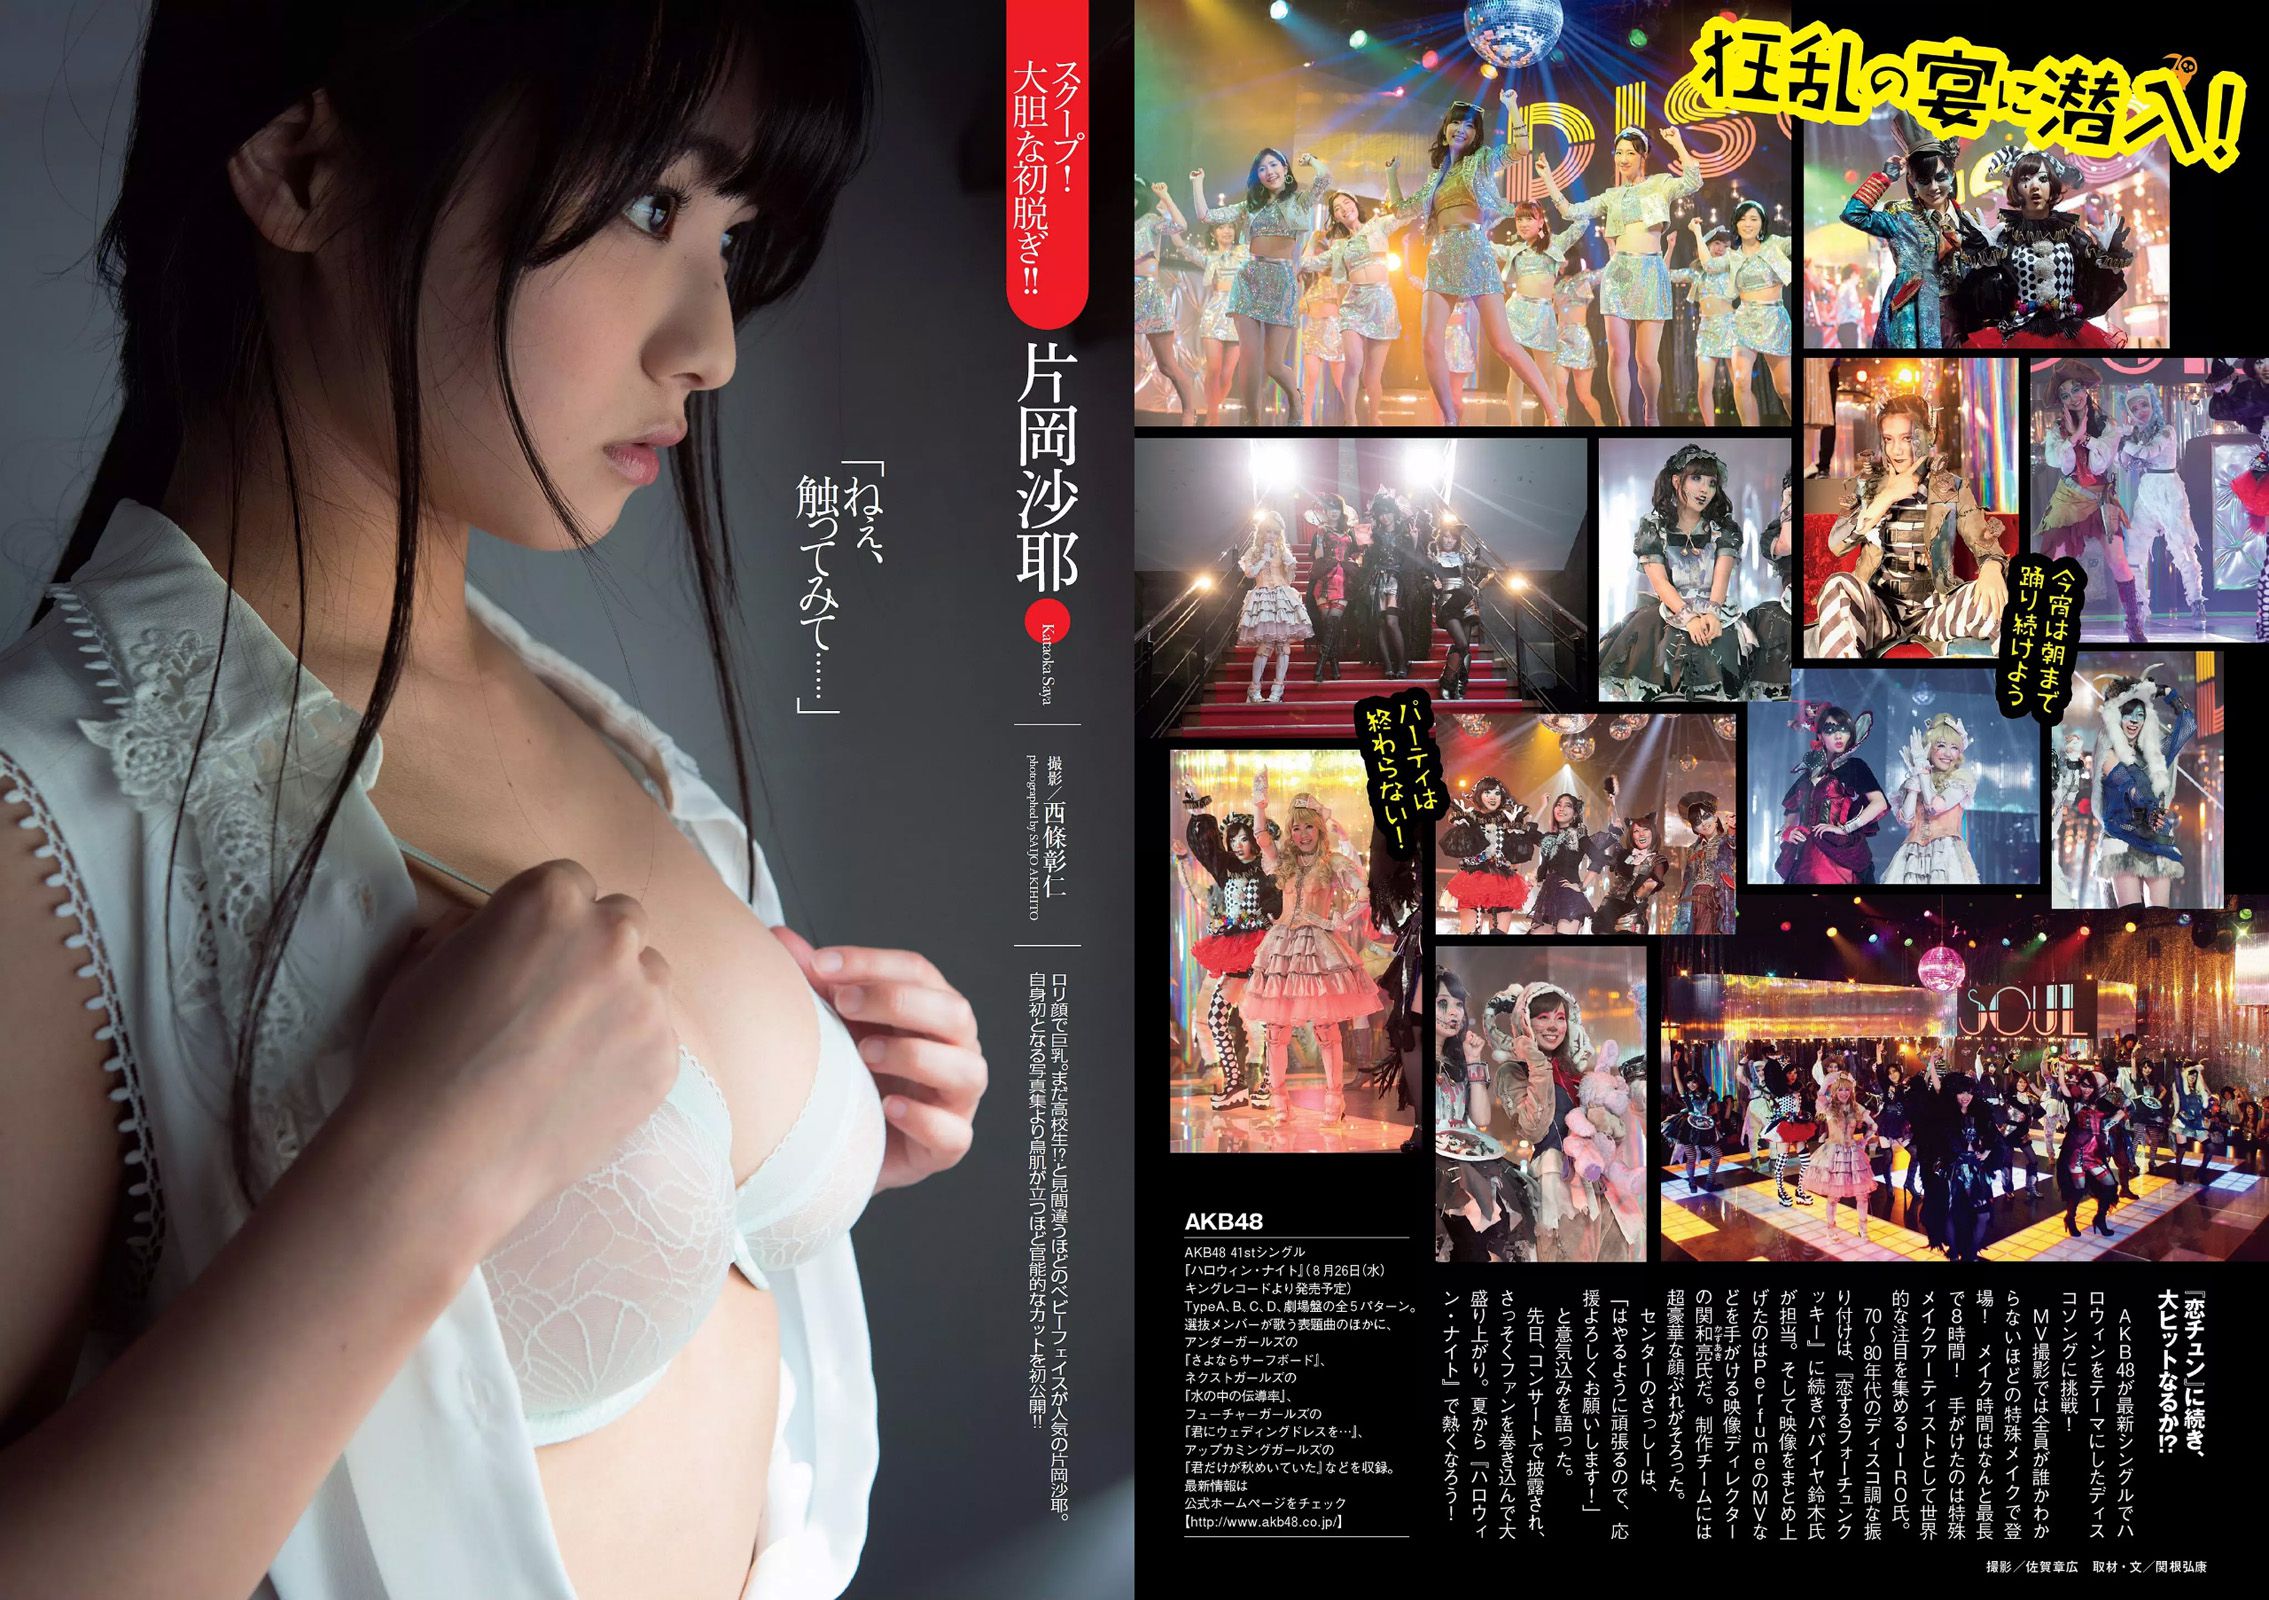 狂乱の宴に潜入！
DISC
今宵は朝まで
踊り続けよう
パーティは
終わらない！
SOUL
『恋チュン』に続き、
大ヒットなるか!?
AKB48が最新シングルでハ
ロウィンをテーマにしたディス
コソングに挑戦！
MV撮影では全員が誰かわか
らないほどの特殊メイクで登
場！メイク時間はなんと最長
で8時間！手がけたのは特殊
メイクアーティストとして世界
的な注目を集めるJIRO氏。
70〜80年代のディスコ調な振
り付けは、『恋するフォーチュンク
ッキー』に続きパパイヤ鈴木氏
が担当。そして映像をまとめ上
げたのはPerfumeのMVな
どを手がける映像ディレクター
の関和亮氏だ。制作チームには
かずあき
超豪華な顔ぶれがそろった。
センターのさっしーは、
「はやるように頑張るので、応
援よろしくお願いします！」
と意気込みを語った。
先日、コンサートで披露され、
さっそくファンを巻き込んで大
盛り上がり。夏から『ハロウィ
ン・ナイト』で熱くなろう！
AKB48
AKB48 41stシングル
『ハロウィン・ナイト』(8月26日(水)
キングレコードより発売予定)
TypeA、B、C、D、劇場盤の全5パターン。
選抜メンバーが歌う表題曲のほかに、
アンダーガールズの
『さよならサーフボード』、
ネクストガールズの
『水の中の伝導率』、
フューチャーガールズの
『君にウェディングドレスを…』、
アップカミングガールズの
『君だけが秋めいていた』などを収録。
最新情報は
公式ホームページをチェック
【http://www.akb48.co.jp/】
撮影／佐賀章広　取材・文／関根弘康
スクープ！
大胆な初脱ぎ!!
片岡沙耶
Kataoka Saya
撮影／西條彰仁
photographed by SAIJO AKIHITO
ロリ顔で巨乳。まだ高校生!?と見間違うほどのベビーフェイスが人気の片岡沙耶。
自身初となる写真集より鳥肌が立つほど官能的なカットを初公開!!
「ねぇ、
触ってみて……」